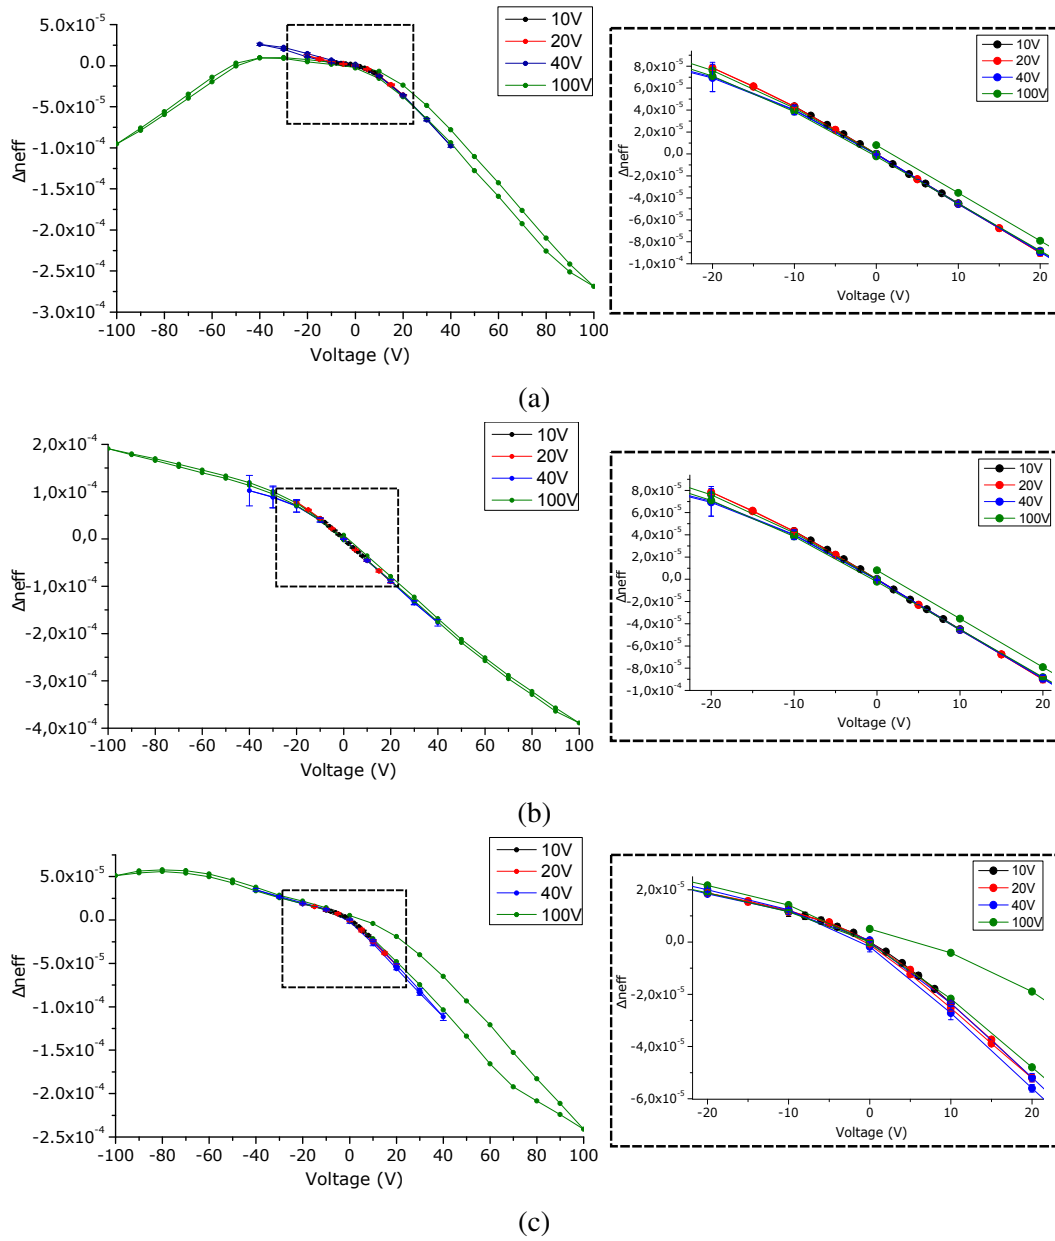 5.0x10⁻⁵
0.0
-5.0x10⁻⁵
-1.0x10⁻⁴
-1.5x10⁻⁴
-2.0x10⁻⁴
-2.5x10⁻⁴
-3.0x10⁻⁴
Δneff
-100 -80 -60 -40 -20 0 20 40 60 80 100
Voltage (V)
10V
20V
40V
100V
8,0x10⁻⁵
6,0x10⁻⁵
4,0x10⁻⁵
2,0x10⁻⁵
0,0
-2,0x10⁻⁵
-4,0x10⁻⁵
-6,0x10⁻⁵
-8,0x10⁻⁵
-1,0x10⁻⁴
Δneff
-20 -10 0 10 20
Voltage (V)
10V
20V
40V
100V
(a)
2,0x10⁻⁴
1,0x10⁻⁴
0,0
-1,0x10⁻⁴
-2,0x10⁻⁴
-3,0x10⁻⁴
-4,0x10⁻⁴
Δneff
-100 -80 -60 -40 -20 0 20 40 60 80 100
Voltage (V)
10V
20V
40V
100V
8,0x10⁻⁵
6,0x10⁻⁵
4,0x10⁻⁵
2,0x10⁻⁵
0,0
-2,0x10⁻⁵
-4,0x10⁻⁵
-6,0x10⁻⁵
-8,0x10⁻⁵
-1,0x10⁻⁴
Δneff
-20 -10 0 10 20
Voltage (V)
10V
20V
40V
100V
(b)
5.0x10⁻⁵
0.0
-5.0x10⁻⁵
-1.0x10⁻⁴
-1.5x10⁻⁴
-2.0x10⁻⁴
-2.5x10⁻⁴
Δneff
-100 -80 -60 -40 -20 0 20 40 60 80 100
Voltage (V)
10V
20V
40V
100V
2,0x10⁻⁵
0,0
-2,0x10⁻⁵
-4,0x10⁻⁵
-6,0x10⁻⁵
Δneff
-20 -10 0 10 20
Voltage (V)
10V
20V
40V
100V
(c)